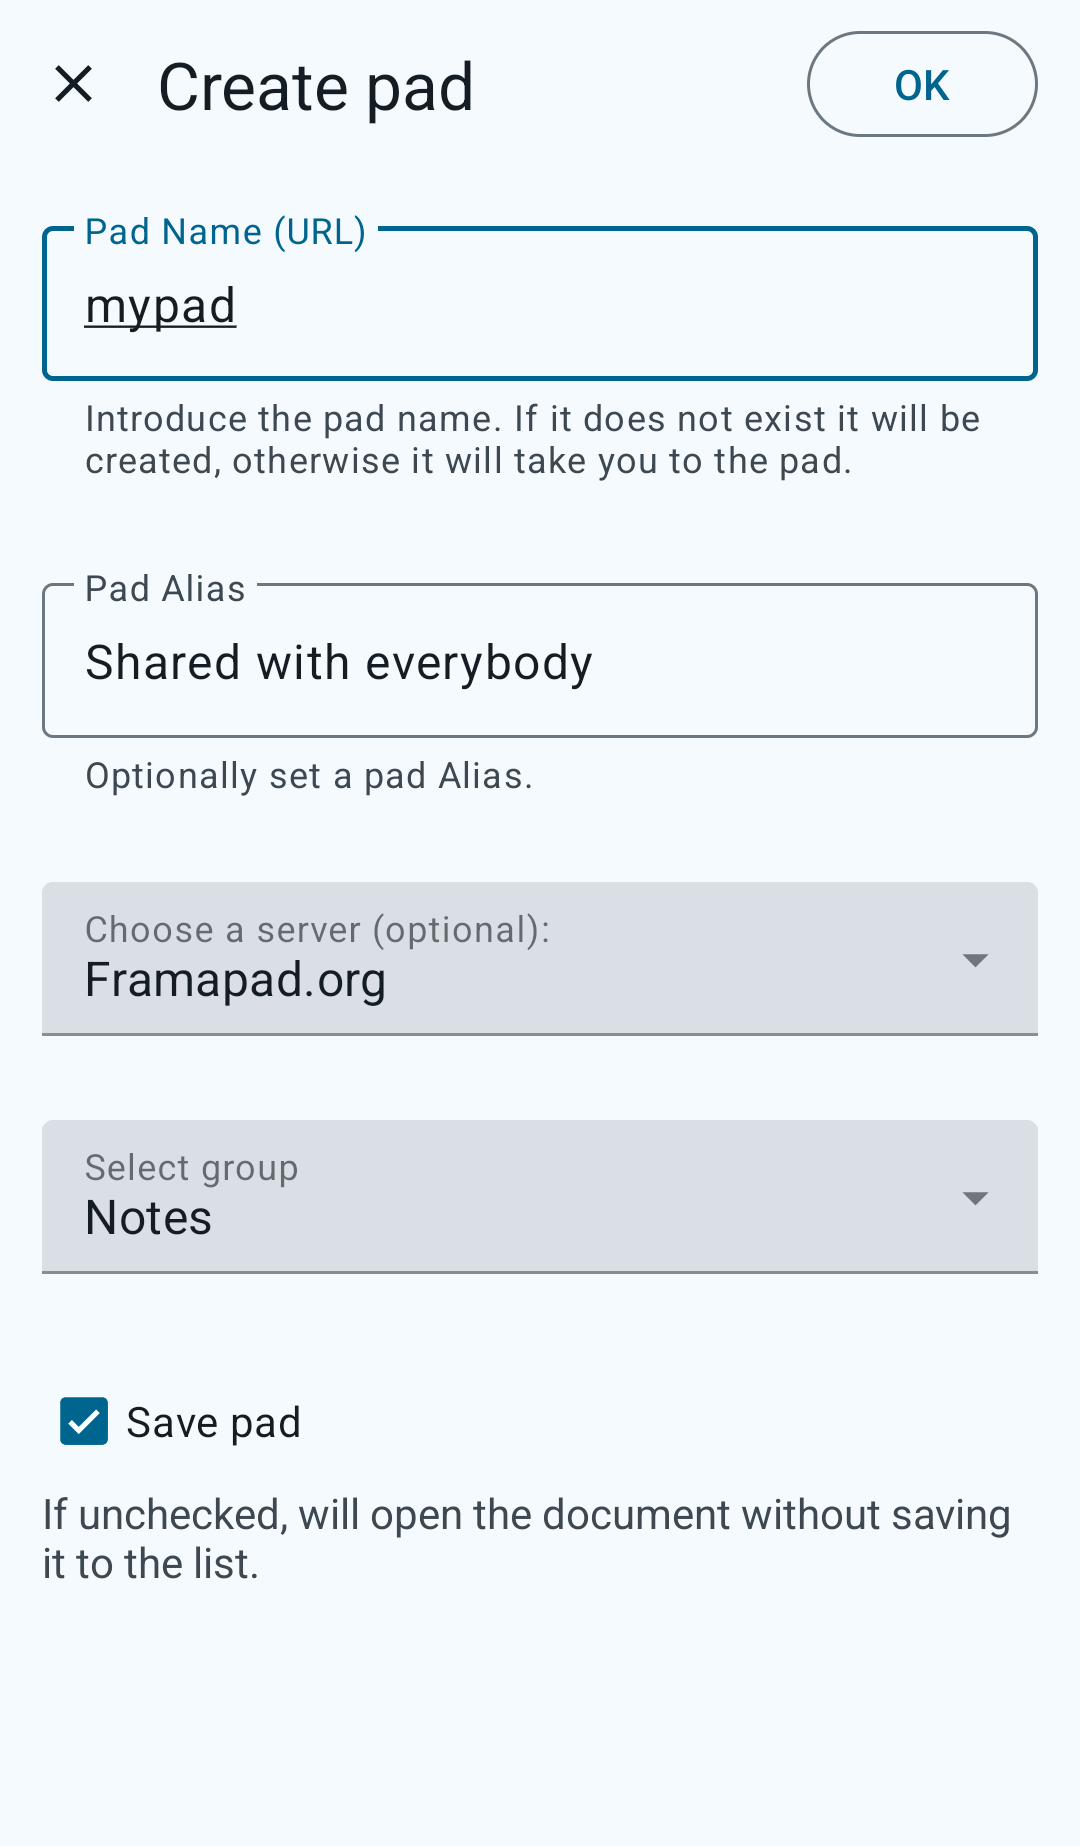 Create pad
OK
Pad Name (URL)
mypad
Introduce the pad name. If it does not exist it will be
created, otherwise it will take you to the pad.
Pad Alias
Shared with everybody
Optionally set a pad Alias.
Choose a server (optional):
Framapad.org
Select group
Notes
Save pad
If unchecked, will open the document without saving
it to the list.